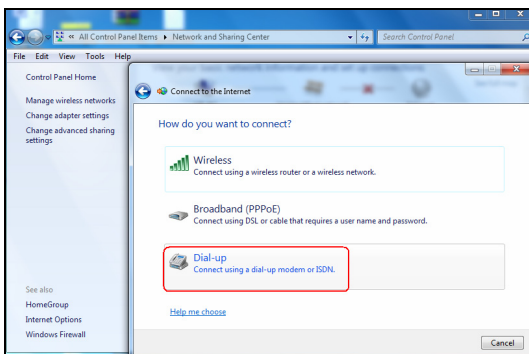 « All Control Panel Items ▸ Network and Sharing Center
Search Control Panel
File Edit View Tools Help
Control Panel Home
Manage wireless networks
Change adapter settings
Change advanced sharing
settings
See also
HomeGroup
Internet Options
Windows Firewall
Connect to the Internet
How do you want to connect?
Wireless
Connect using a wireless router or a wireless network.
Broadband (PPPoE)
Connect using DSL or cable that requires a user name and password.
Dial-up
Connect using a dial-up modem or ISDN.
Help me choose
Cancel